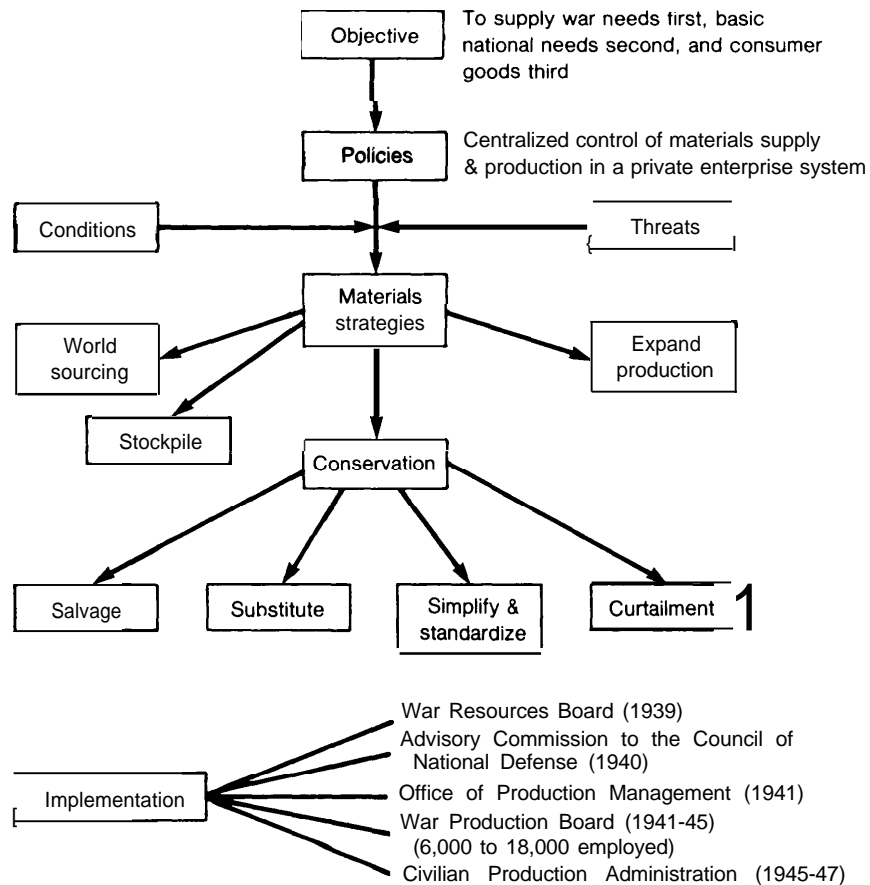 Objective
To supply war needs first, basic
national needs second, and consumer
goods third
Policies
Centralized control of materials supply
& production in a private enterprise system
Conditions
Threats
Materials
strategies
World
sourcing
Expand
production
Stockpile
Conservation
Salvage
Substitute
Simplify &
standardize
Curtailment
Implementation
War Resources Board (1939)
Advisory Commission to the Council of
National Defense (1940)
Office of Production Management (1941)
War Production Board (1941-45)
(6,000 to 18,000 employed)
Civilian Production Administration (1945-47)